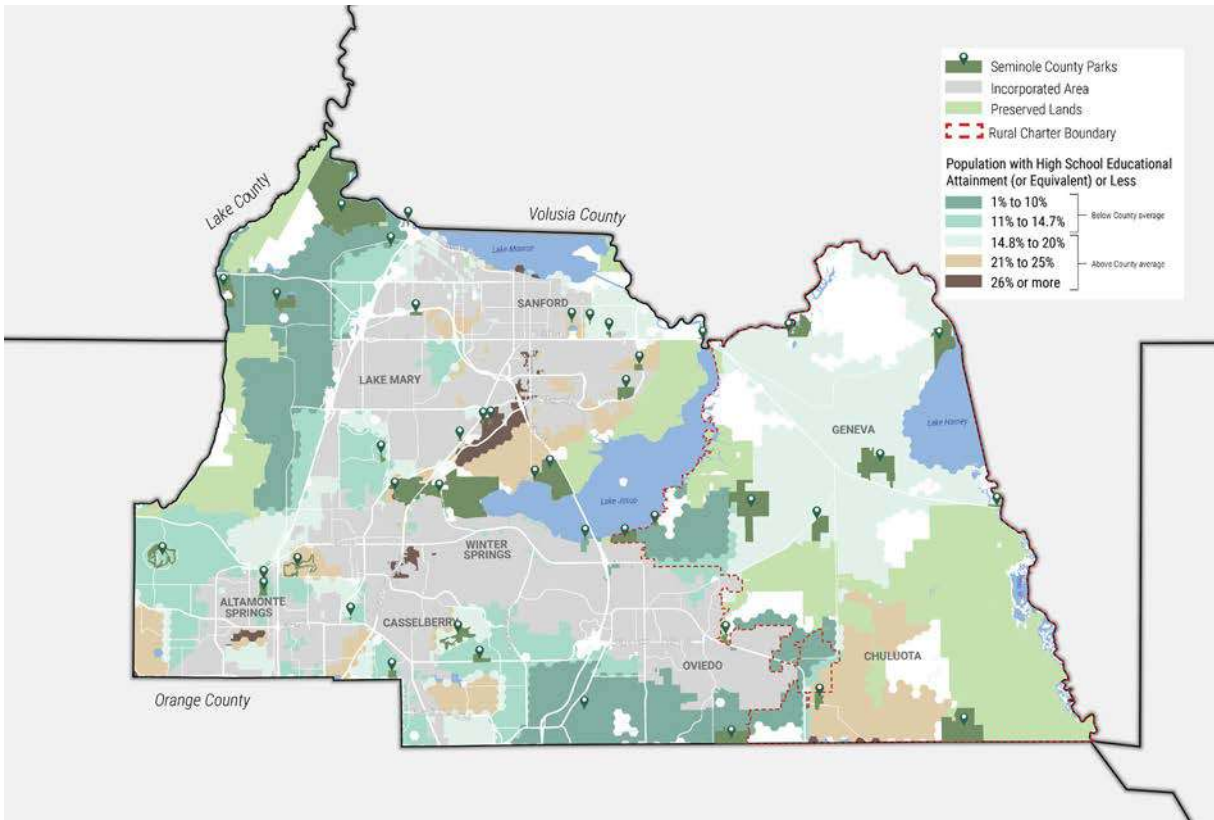 Seminole County Parks
Incorporated Area
Preserved Lands
Rural Charter Boundary
Population with High School Educational
Attainment (or Equivalent) or Less
1% to 10%
11% to 14.7%
Below County average
14.8% to 20%
21% to 25%
Above County average
26% or more
Lake County
Volusia County
Lake Monroe
SANFORD
LAKE MARY
GENEVA
Lake Harney
Lake Jesup
WINTER
SPRINGS
ALTAMONTE
SPRINGS
CASSELBERRY
OVIEDO
CHULUOTA
Orange County